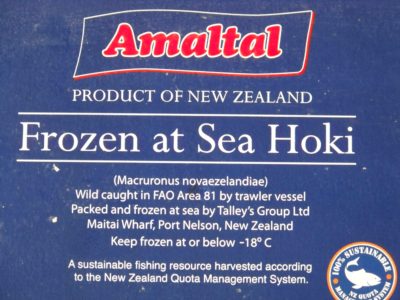 Amaltal
PRODUCT OF NEW ZEALAND
Frozen at Sea Hoki
(Macruronus novaezelandiae)
Wild caught in FAO Area 81 by trawler vessel
Packed and frozen at sea by Talley's Group Ltd
Maitai Wharf, Port Nelson, New Zealand
Keep frozen at or below -18° C
A sustainable fishing resource harvested according
to the New Zealand Quota Management System.
100% SUSTAINABLE
NZ QUOTA